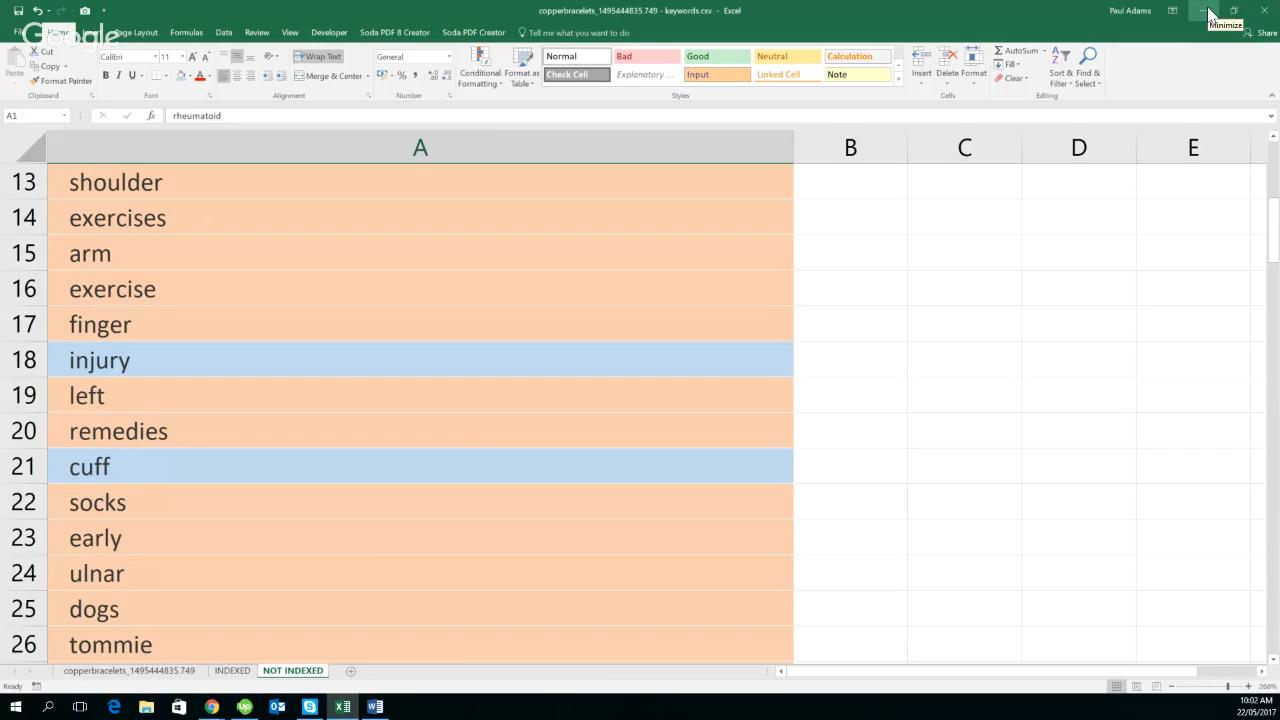 copperbracelets_1495444835.749 - keywords.csv - Excel
Paul Adams
Minimize
Google
Page Layout Formulas Data Review View Developer Soda PDF 8 Creator Soda PDF Creator Tell me what you want to do
Share
Paste
Cut
Copy
Format Painter
Clipboard
Calibri 11
B I U
A
Font
Wrap Text
Merge & Center
Alignment
General
%
Number
Conditional Formatting
Format as Table
Normal Bad Good Neutral Calculation
Check Cell Explanatory ... Input Linked Cell Note
Styles
Insert Delete Format
Cells
AutoSum
Fill
Clear
Sort & Filter
Find & Select
Editing
A1
fx
rheumatoid
A B C D E
13 shoulder
14 exercises
15 arm
16 exercise
17 finger
18 injury
19 left
20 remedies
21 cuff
22 socks
23 early
24 ulnar
25 dogs
26 tommie
copperbracelets_1495444835.749 INDEXED NOT INDEXED
Ready
268%
10:02 AM
22/05/2017